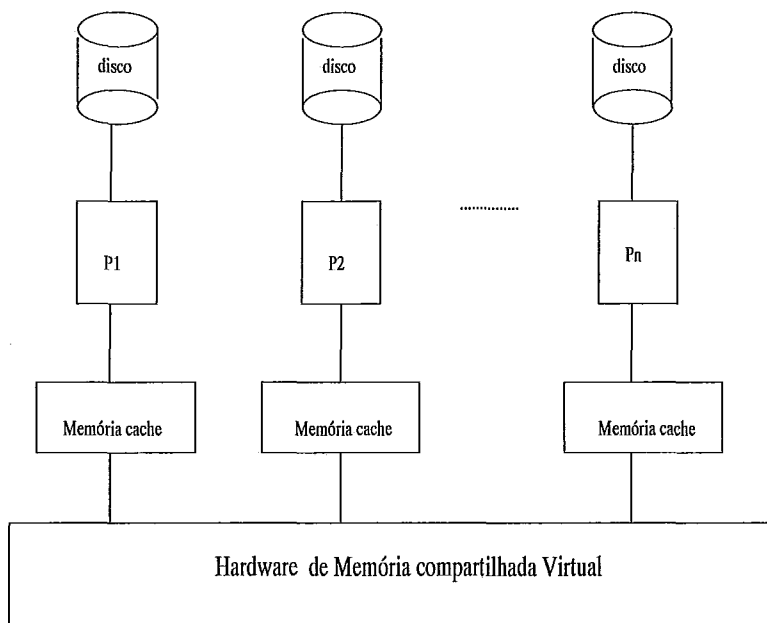 disco disco disco
P1 P2 Pn
Memória cache Memória cache Memória cache
Hardware de Memória compartilhada Virtual